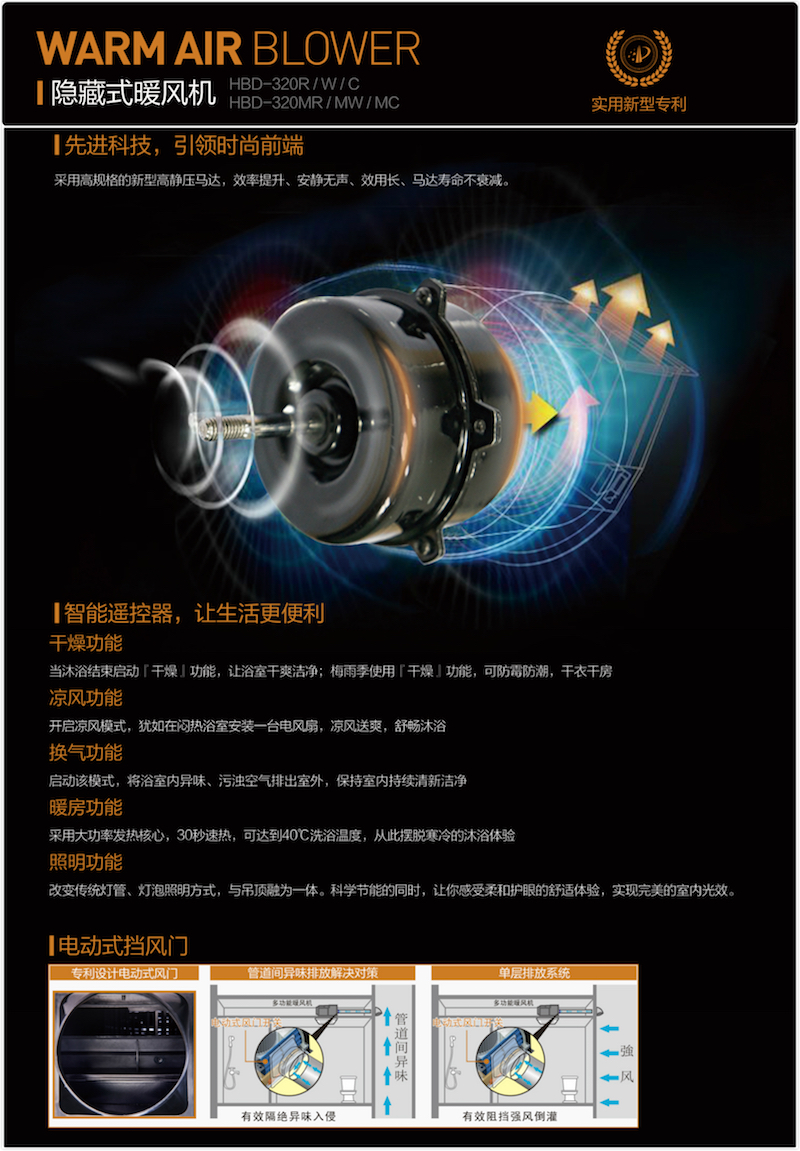 WARM AIR BLOWER
隐藏式暖风机
HBD-320R / W / C
HBD-320MR / MW / MC
实用新型专利
先进科技，引领时尚前端
采用高规格的新型高静压马达，效率提升、安静无声、效用长、马达寿命不衰减。
智能遥控器，让生活更便利
干燥功能
当沐浴结束启动『干燥』功能，让浴室干爽洁净；梅雨季使用『干燥』功能，可防霉防潮，干衣干房
凉风功能
开启凉风模式，犹如在闷热浴室安装一台电风扇，凉风送爽，舒畅沐浴
换气功能
启动该模式，将浴室内异味、污浊空气排出室外，保持室内持续清新洁净
暖房功能
采用大功率发热核心，30秒速热，可达到40℃洗浴温度，从此摆脱寒冷的沐浴体验
照明功能
改变传统灯管、灯泡照明方式，与吊顶融为一体。科学节能的同时，让你感受柔和护眼的舒适体验，实现完美的室内光效。
电动式挡风门
专利设计电动式风门
管道间异味排放解决对策
多功能暖风机
电动式风门开关
管道间异味
有效隔绝异味入侵
单层排放系统
多功能暖风机
电动式风门开关
強风
有效阻挡强风倒灌